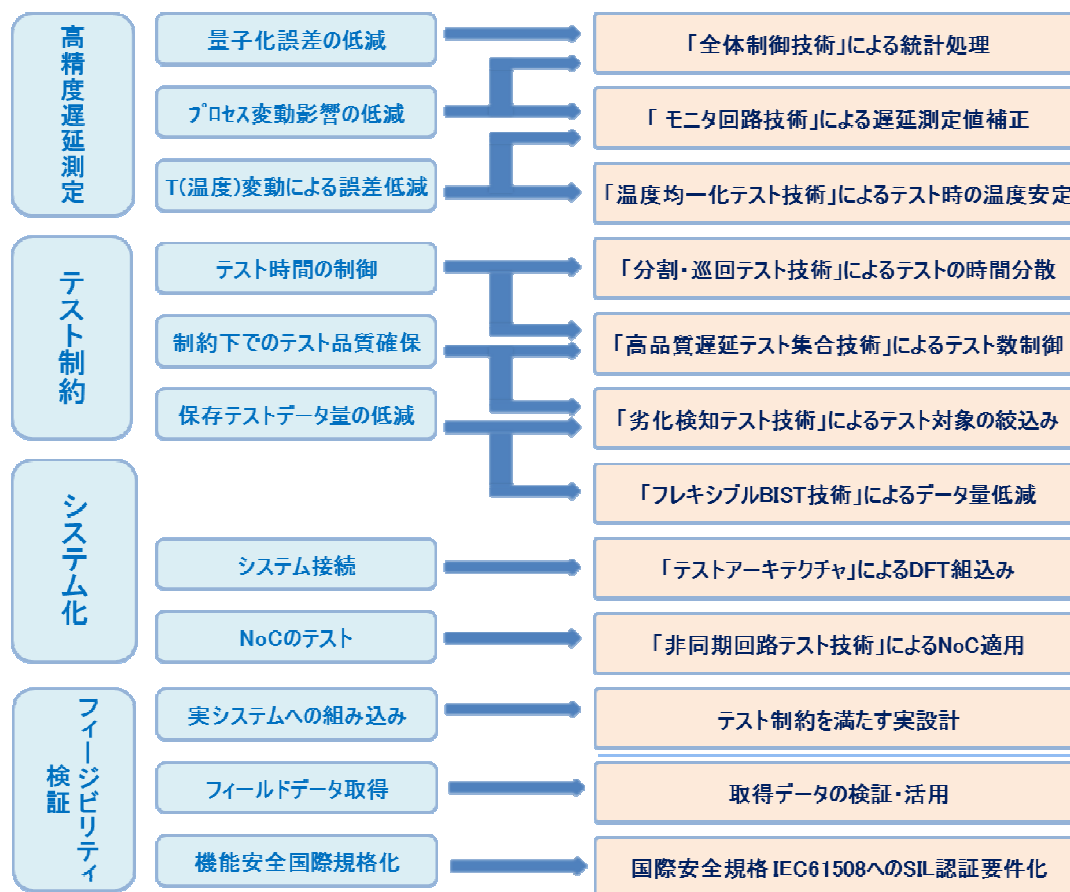 高精度遅延測定
量子化誤差の低減
「全体制御技術」による統計処理
プロセス変動影響の低減
「モニタ回路技術」による遅延測定値補正
T(温度)変動による誤差低減
「温度均一化テスト技術」によるテスト時の温度安定
テスト制約
テスト時間の制御
「分割・巡回テスト技術」によるテストの時間分散
制約下でのテスト品質確保
「高品質遅延テスト集合技術」によるテスト数制御
保存テストデータ量の低減
「劣化検知テスト技術」によるテスト対象の絞込み
「フレキシブルBIST技術」によるデータ量低減
システム化
システム接続
「テストアーキテクチャ」によるDFT組込み
NoCのテスト
「非同期回路テスト技術」によるNoC適用
フィージビリティ
検証
実システムへの組み込み
テスト制約を満たす実設計
フィールドデータ取得
取得データの検証・活用
機能安全国際規格化
国際安全規格IEC61508へのSIL認証要件化